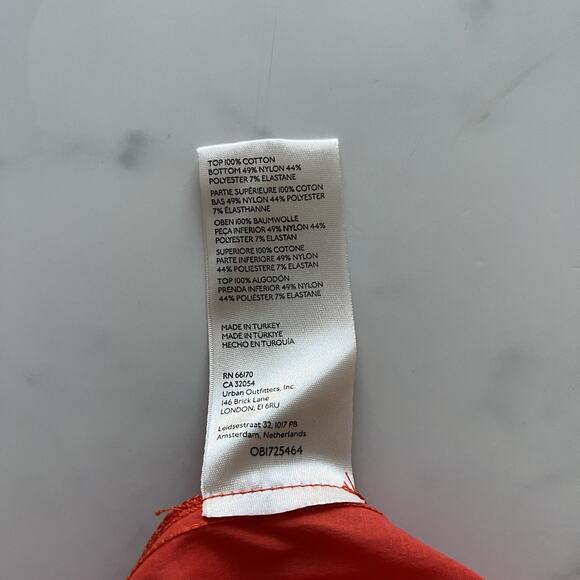 TOP 100% COTTON
BOTTOM 49% NYLON 44%
POLYESTER 7% ELASTANE
PARTIE SUPÉRIEURE 100% COTON
BAS 49% NYLON 44% POLYESTER
7% ÉLASTHANNE
OBEN 100% BAUMWOLLE
PEÇA INFERIOR 49% NYLON 44%
POLYESTER 7% ELASTAN
SUPERIORE 100% COTONE
PARTE INFERIORE 49% NYLON
44% POLIESTERE 7% ELASTAN
TOP 100% ALGODÓN
PRENDA INFERIOR 49% NYLON
44% POLIÉSTER 7% ELASTANE
MADE IN TURKEY
MADE IN TÜRKIYE
HECHO EN TURQUÍA
RN 66170
CA 32054
Urban Outfitters, Inc.
146 Brick Lane
LONDON, E1 6RU
Leidsestraat 32, 1017 PB
Amsterdam, Netherlands
OB1725464